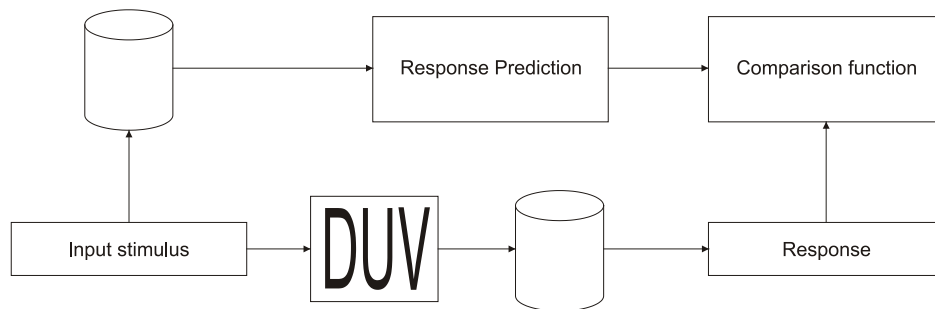 Response Prediction
Comparison function
Input stimulus
DUV
Response